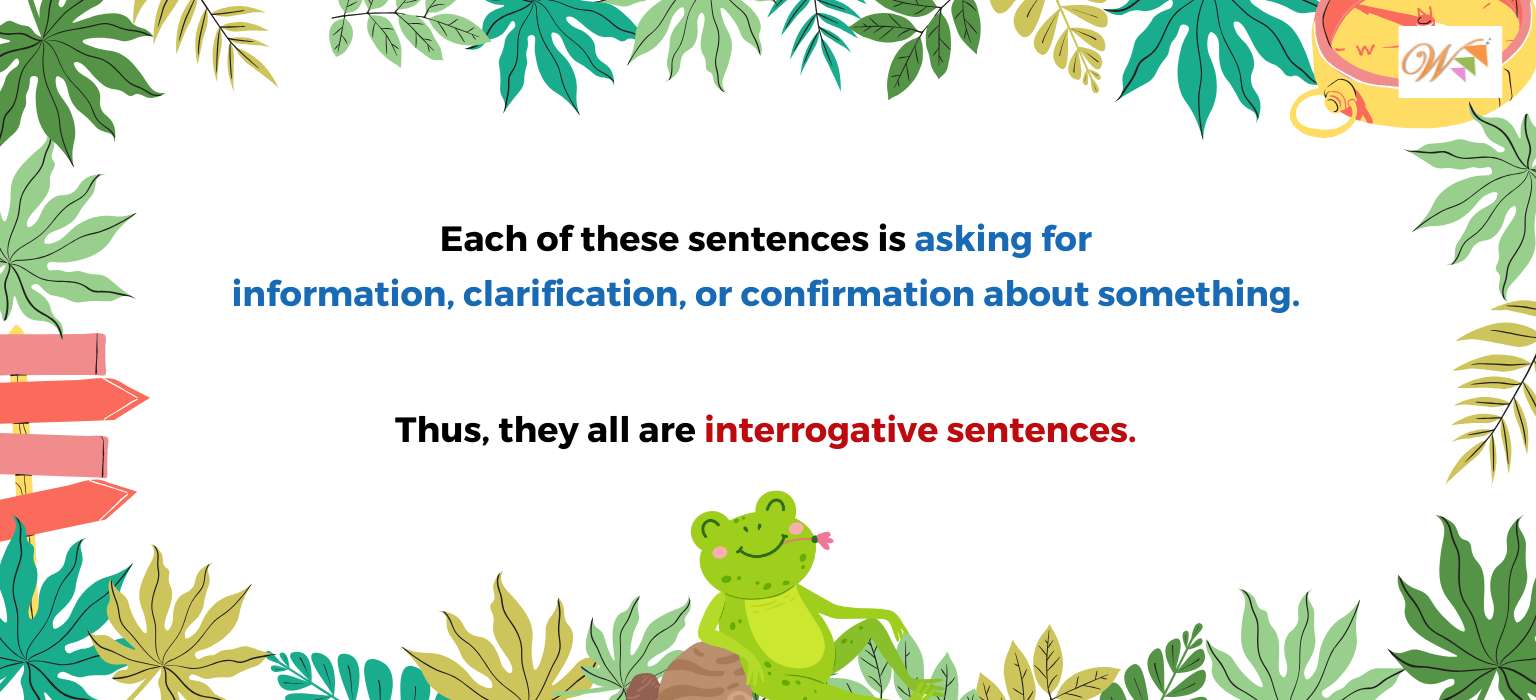 N
W
W
Each of these sentences is asking for
information, clarification, or confirmation about something.
Thus, they all are interrogative sentences.